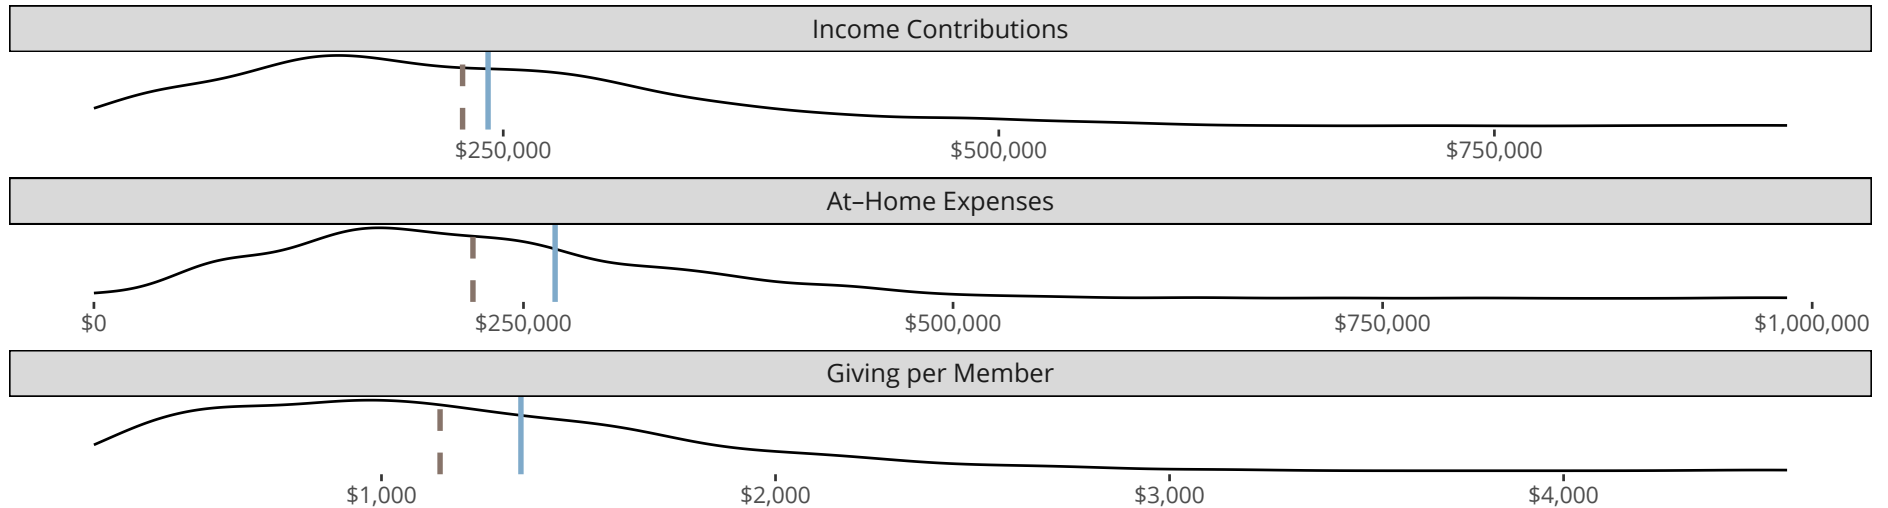 Income Contributions
$250,000 $500,000 $750,000
At–Home Expenses
$0 $250,000 $500,000 $750,000 $1,000,000
Giving per Member
$1,000 $2,000 $3,000 $4,000